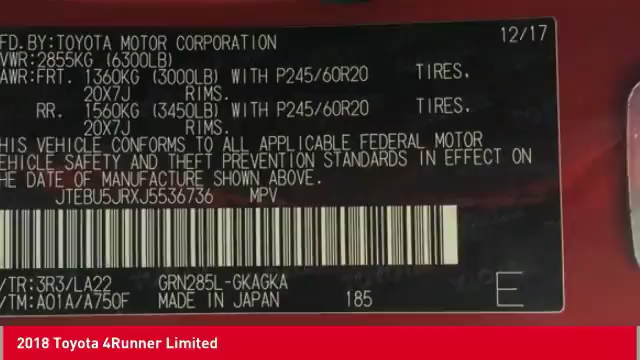 FD.BY:TOYOTA MOTOR CORPORATION 12/17
VWR:2855KG (6300LB)
AWR:FRT. 1360KG (3000LB) WITH P245/60R20 TIRES.
20X7J RIMS.
RR. 1560KG (3450LB) WITH P245/60R20 TIRES.
20X7J RIMS.
HIS VEHICLE CONFORMS TO ALL APPLICABLE FEDERAL MOTOR
EHICLE SAFETY AND THEFT PREVENTION STANDARDS IN EFFECT ON
HE DATE OF MANUFACTURE SHOWN ABOVE.
JTEBU5JRXJ5536736 MPV
/TR:3R3/LA22 GRN285L-GKAGKA
/TM:A01A/A750F MADE IN JAPAN 185 E
2018 Toyota 4Runner Limited